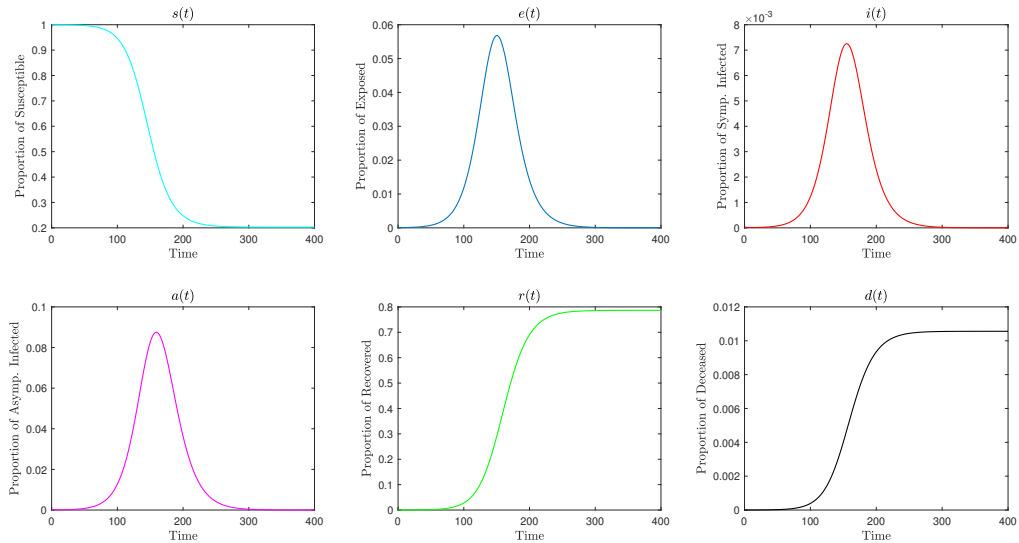 s(t)
Proportion of Susceptible
1
0.9
0.8
0.7
0.6
0.5
0.4
0.3
0.2
0 100 200 300 400
Time
e(t)
Proportion of Exposed
0.06
0.05
0.04
0.03
0.02
0.01
0
0 100 200 300 400
Time
i(t)
×10⁻³
Proportion of Symp. Infected
8
7
6
5
4
3
2
1
0
0 100 200 300 400
Time
a(t)
Proportion of Asymp. Infected
0.1
0.08
0.06
0.04
0.02
0
0 100 200 300 400
Time
r(t)
Proportion of Recovered
0.8
0.7
0.6
0.5
0.4
0.3
0.2
0.1
0
0 100 200 300 400
Time
d(t)
Proportion of Deceased
0.012
0.01
0.008
0.006
0.004
0.002
0
0 100 200 300 400
Time